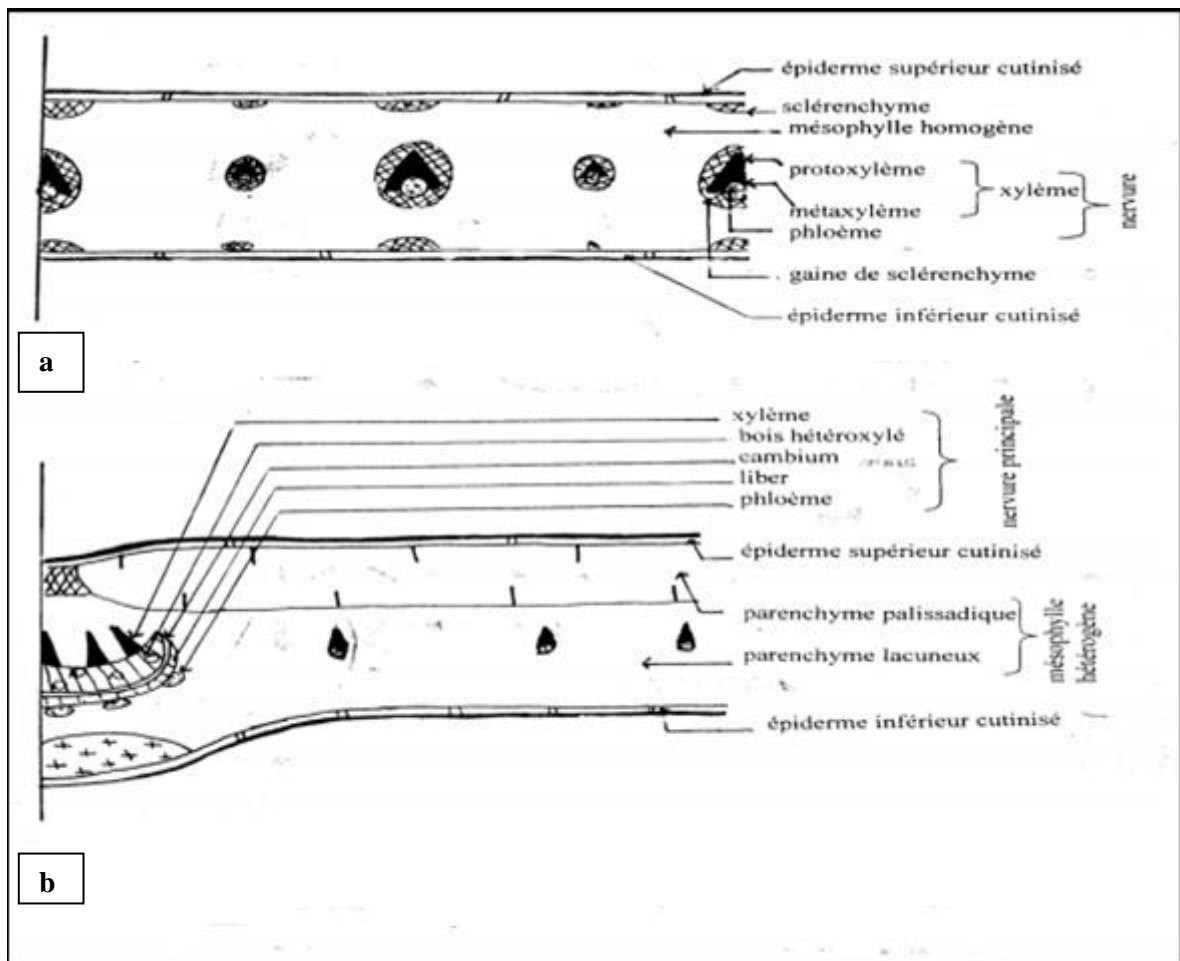 épiderme supérieur cutinisé
sclérenchyme
mésophylle homogène
protoxylème
xylème
métaxylème
phloème
nervure
gaine de sclérenchyme
épiderme inférieur cutinisé
a
xylème
bois hétéroxylé
cambium
liber
phloème
nervure principale
épiderme supérieur cutinisé
parenchyme palissadique
parenchyme lacuneux
mésophylle
hétérogène
épiderme inférieur cutinisé
b